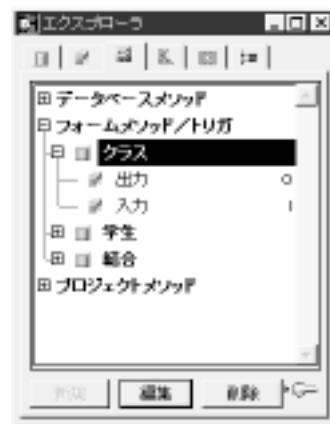 エクスプローラ
データベースメソッド
フォームメソッド/トリガ
クラス
出力 O
入力 I
学生
結合
プロジェクトメソッド
新規 編集 削除